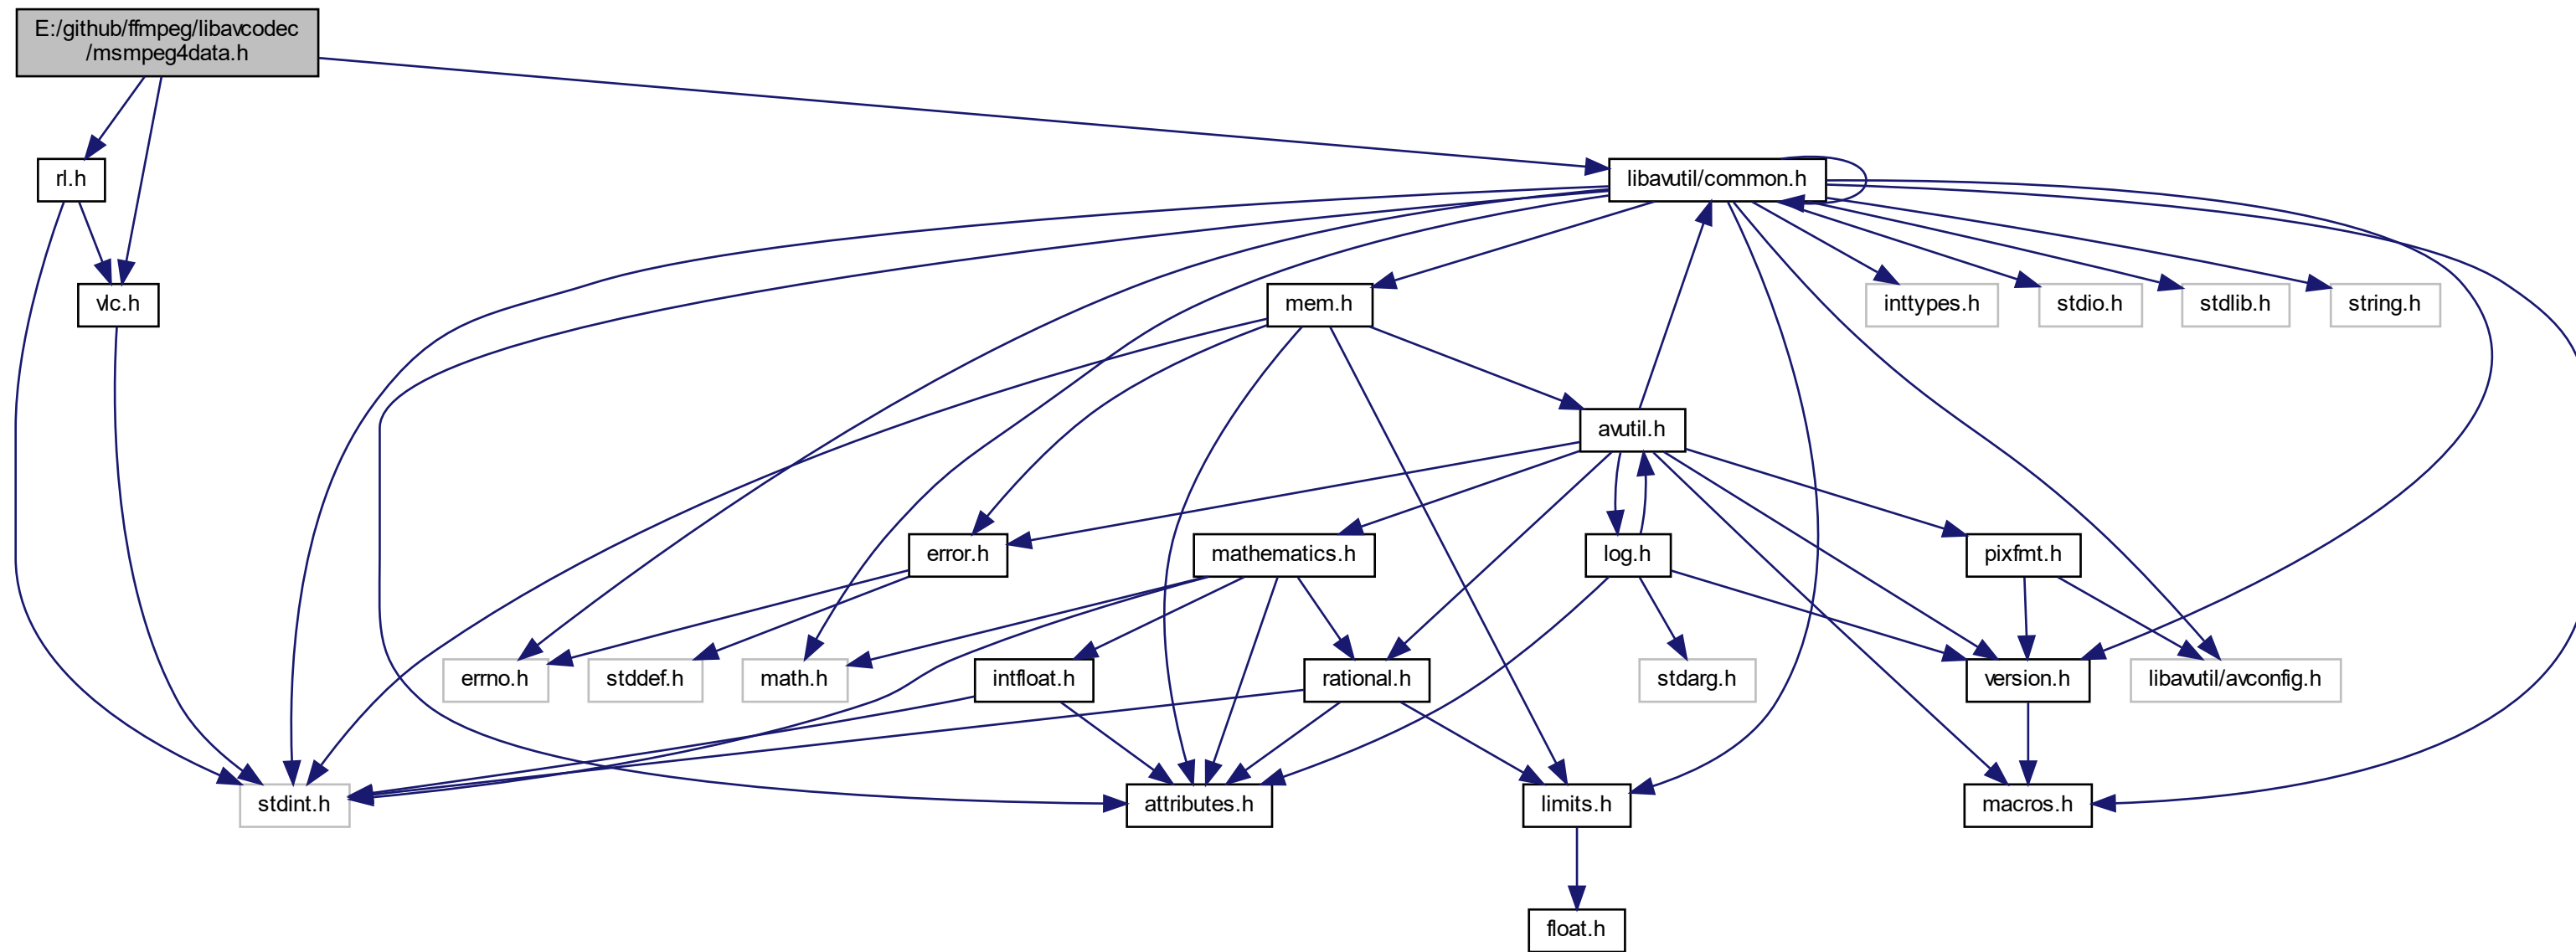 E:/github/ffmpeg/libavcodec
/msmpeg4data.h
rl.h
libavutil/common.h
vlc.h
mem.h
inttypes.h
stdio.h
stdlib.h
string.h
avutil.h
error.h
mathematics.h
log.h
pixfmt.h
errno.h
stddef.h
math.h
intfloat.h
rational.h
stdarg.h
version.h
libavutil/avconfig.h
stdint.h
attributes.h
limits.h
macros.h
float.h